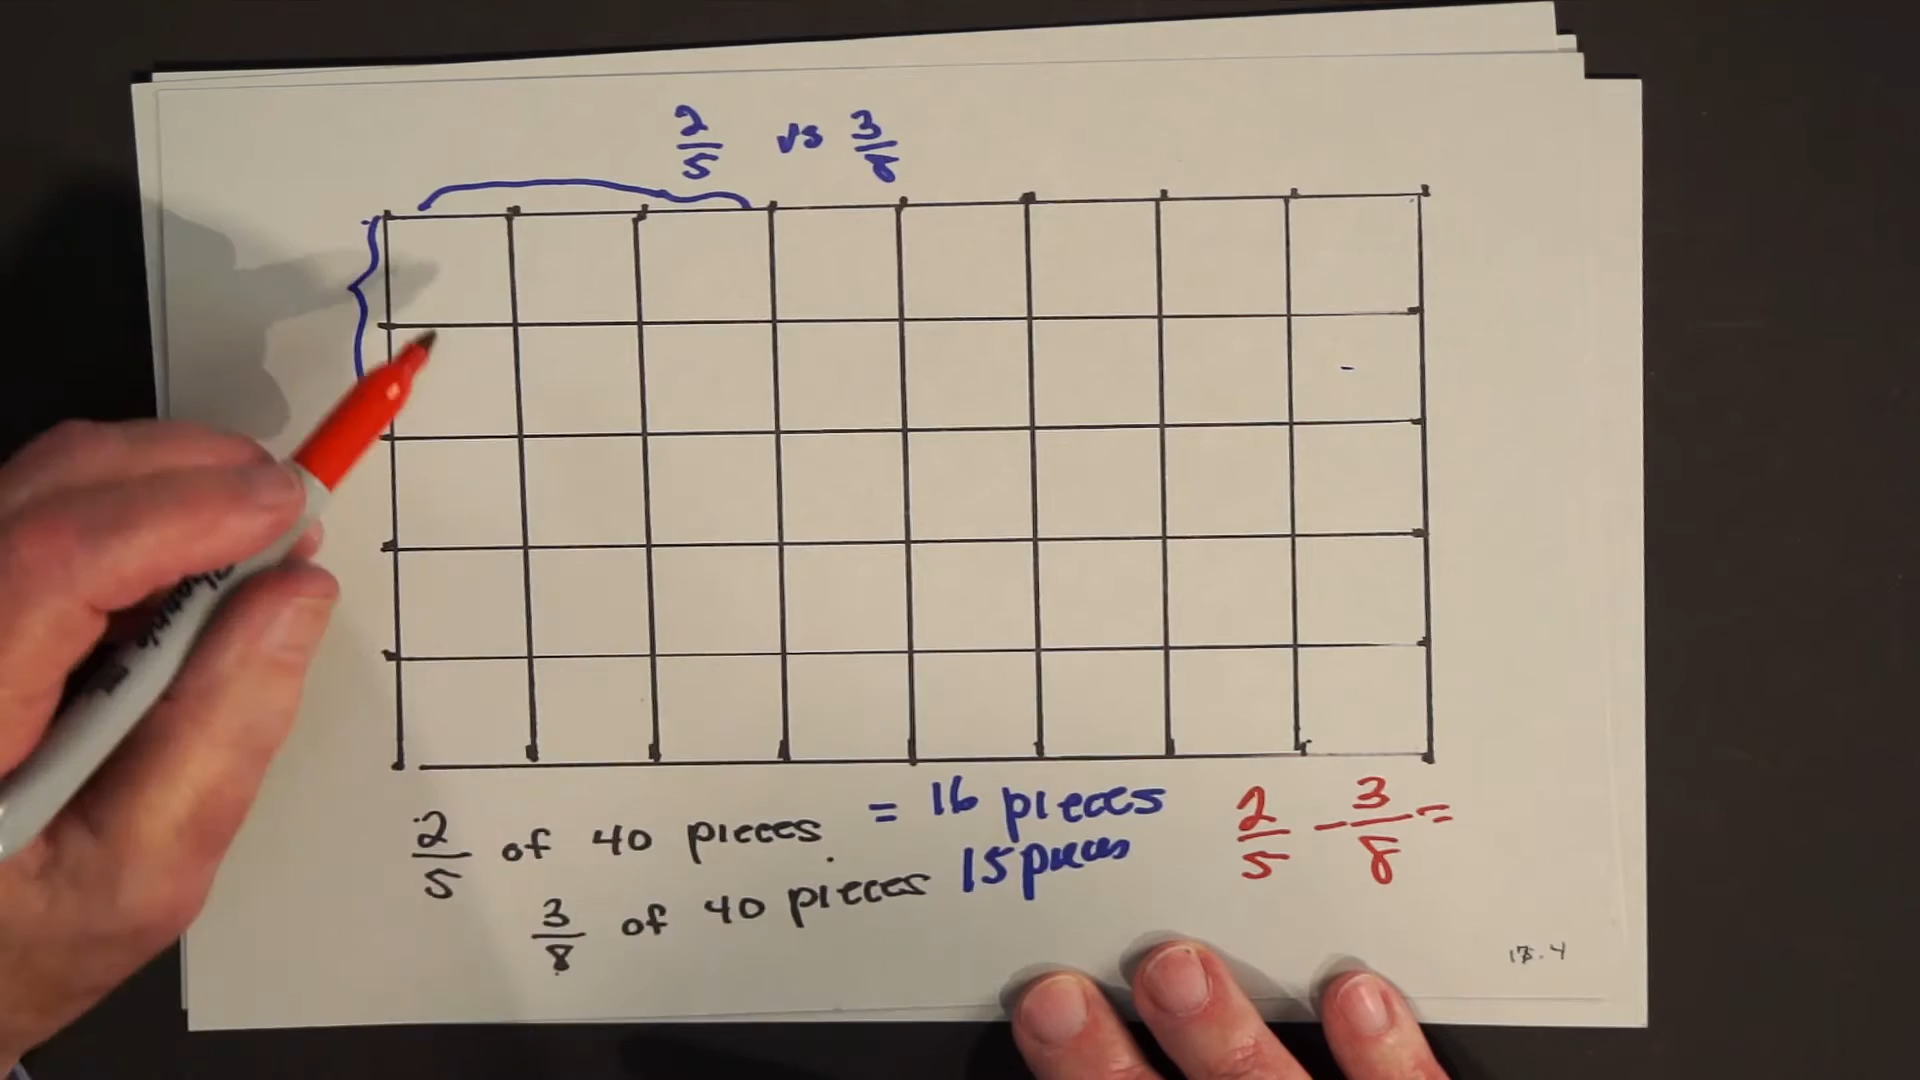 2/5 vs 3/8
2/5 of 40 pieces = 16 pieces
3/8 of 40 pieces 15 pieces
2/5 - 3/8 =
Sharpie